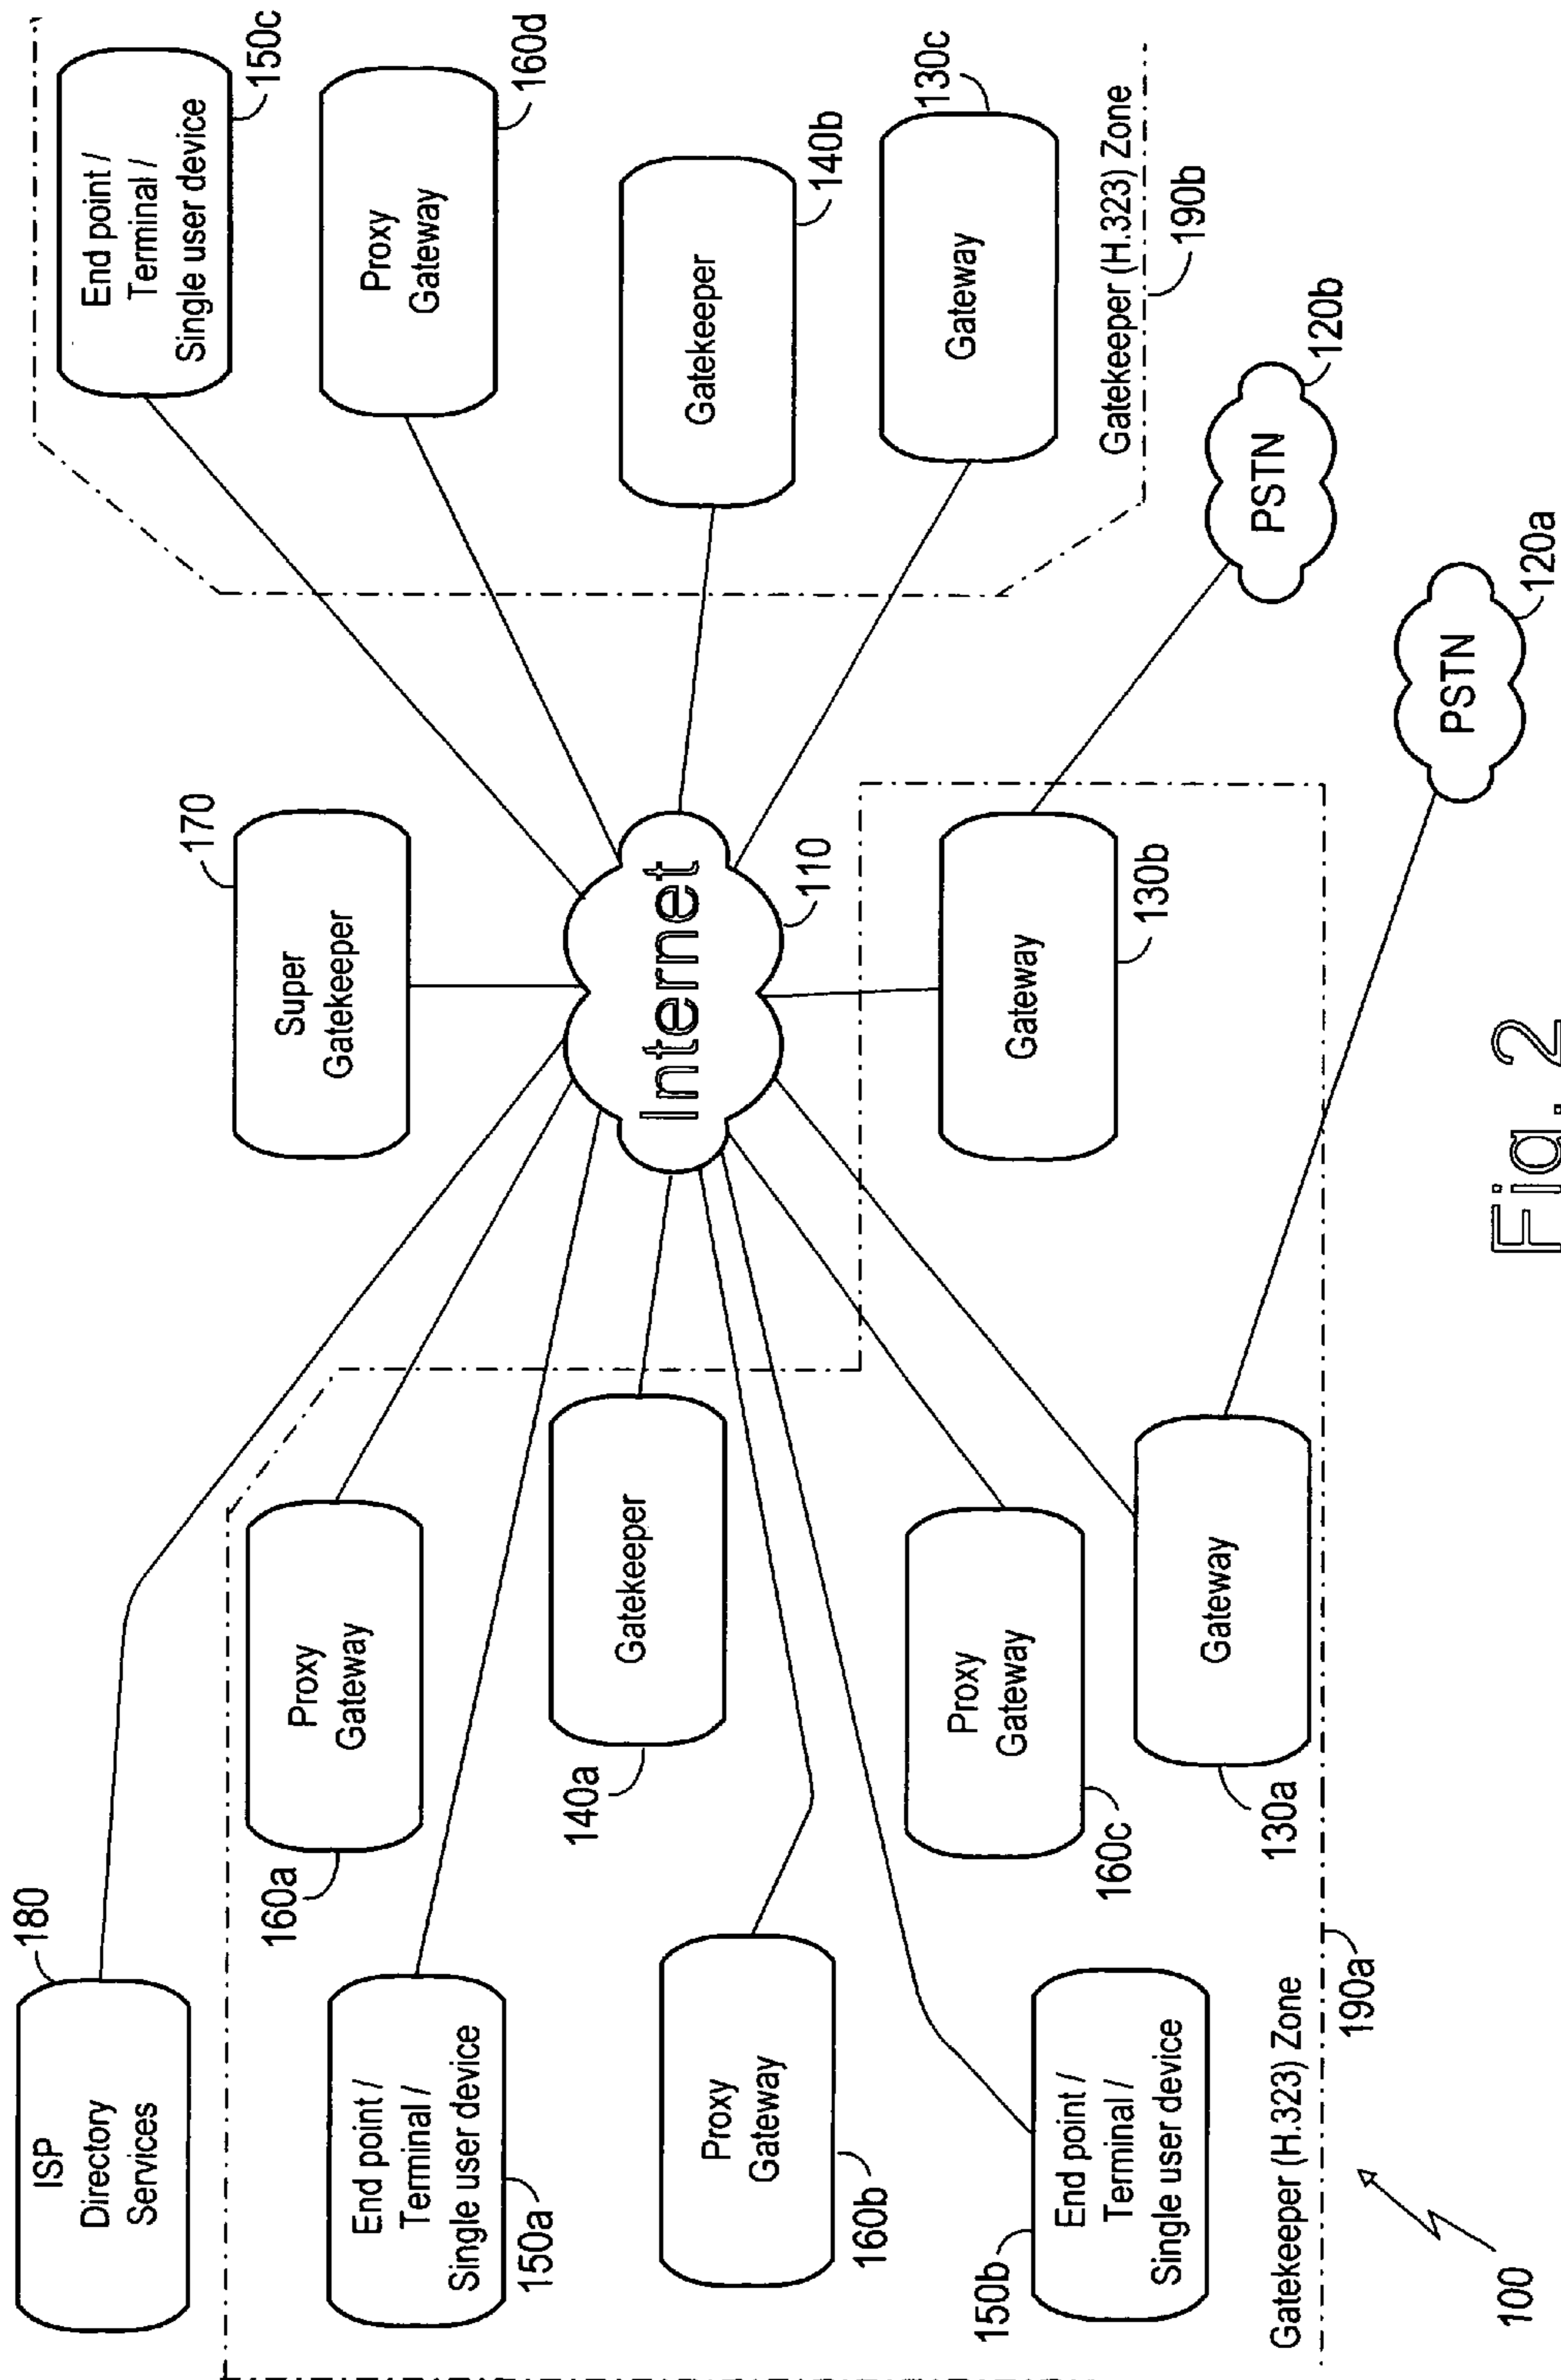 ISP
Directory
Services
180
End point /
Terminal /
Single user device
150a
Proxy
Gateway
160a
Gatekeeper
140a
Proxy
Gateway
160b
End point /
Terminal /
Single user device
150b
Proxy
Gateway
160c
Gateway
130a
Gatekeeper (H.323) Zone
190a
100
Super
Gatekeeper
170
Internet
110
Gateway
130b
End point /
Terminal /
Single user device
150c
Proxy
Gateway
160d
Gatekeeper
140b
Gateway
130c
Gatekeeper (H.323) Zone
190b
PSTN
120b
PSTN
120a
Fig. 2